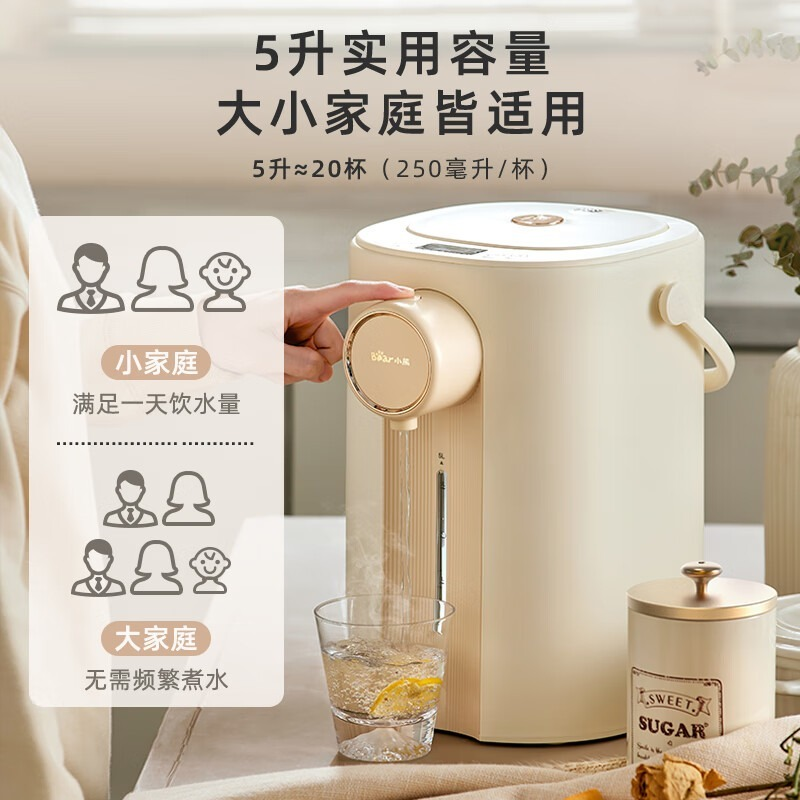 5升实用容量
大小家庭皆适用
5升≈20杯（250毫升/杯）
小家庭
满足一天饮水量
大家庭
无需频繁煮水
Bear小熊
5L
SWEET
SUGAR